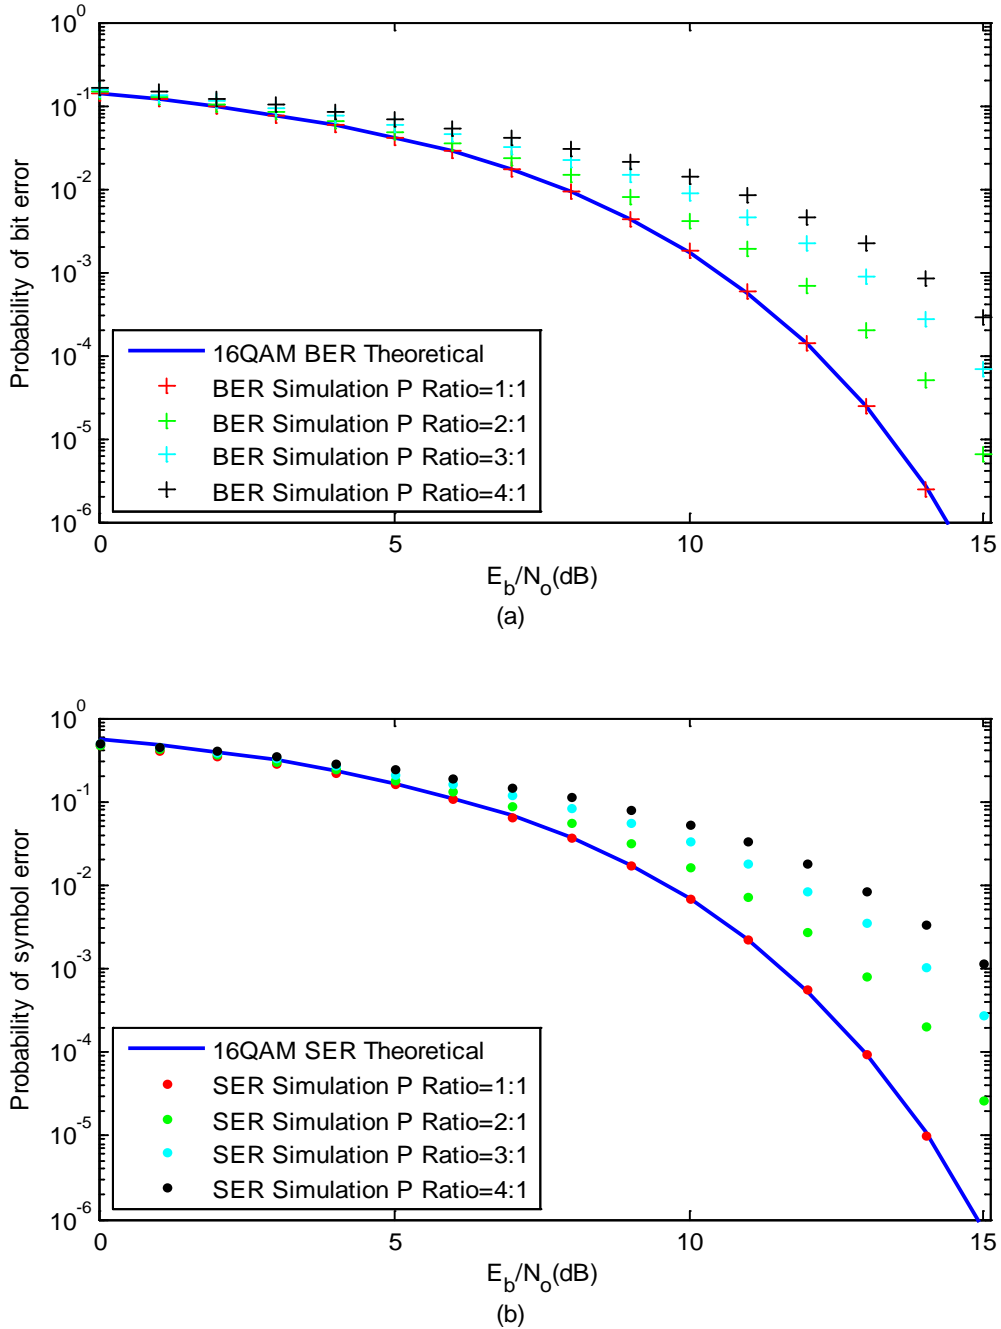 10^0
10^-1
10^-2
10^-3
10^-4
10^-5
10^-6
Probability of bit error
16QAM BER Theoretical
BER Simulation P Ratio=1:1
BER Simulation P Ratio=2:1
BER Simulation P Ratio=3:1
BER Simulation P Ratio=4:1
0 5 10 15
E_b/N_o(dB)
(a)
10^0
10^-1
10^-2
10^-3
10^-4
10^-5
10^-6
Probability of symbol error
16QAM SER Theoretical
SER Simulation P Ratio=1:1
SER Simulation P Ratio=2:1
SER Simulation P Ratio=3:1
SER Simulation P Ratio=4:1
0 5 10 15
E_b/N_o(dB)
(b)